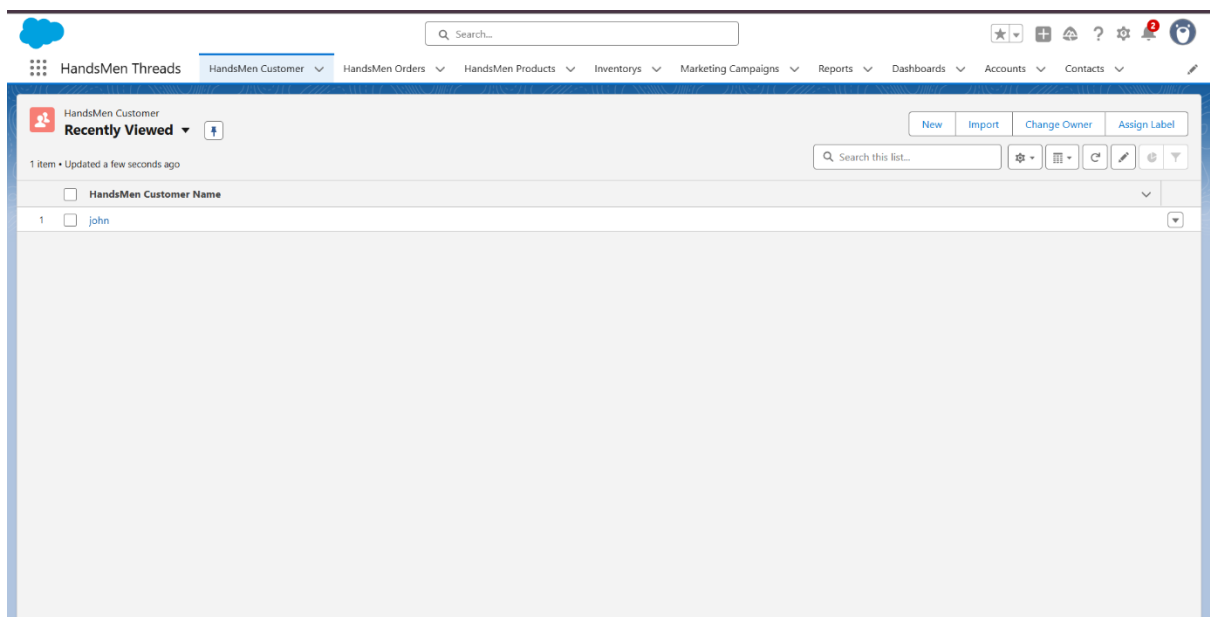 Search...
2
HandsMen Threads HandsMen Customer HandsMen Orders HandsMen Products Inventorys Marketing Campaigns Reports Dashboards Accounts Contacts
HandsMen Customer
Recently Viewed
New Import Change Owner Assign Label
1 item • Updated a few seconds ago
Search this list...
HandsMen Customer Name
1 john